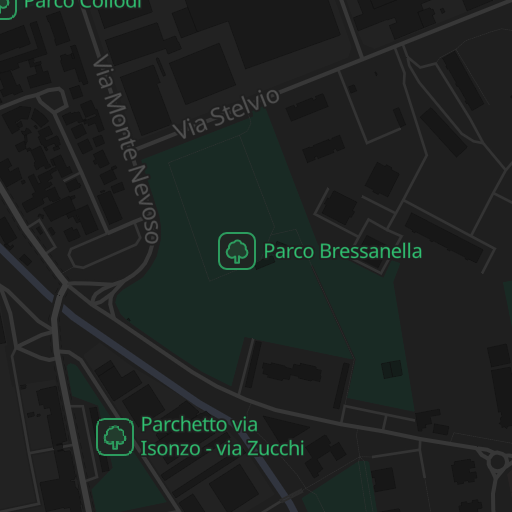 Parco Collodi
Via Monte Nevoso
Via Stelvio
Parco Bressanella
Parchetto via
Isonzo - via Zucchi